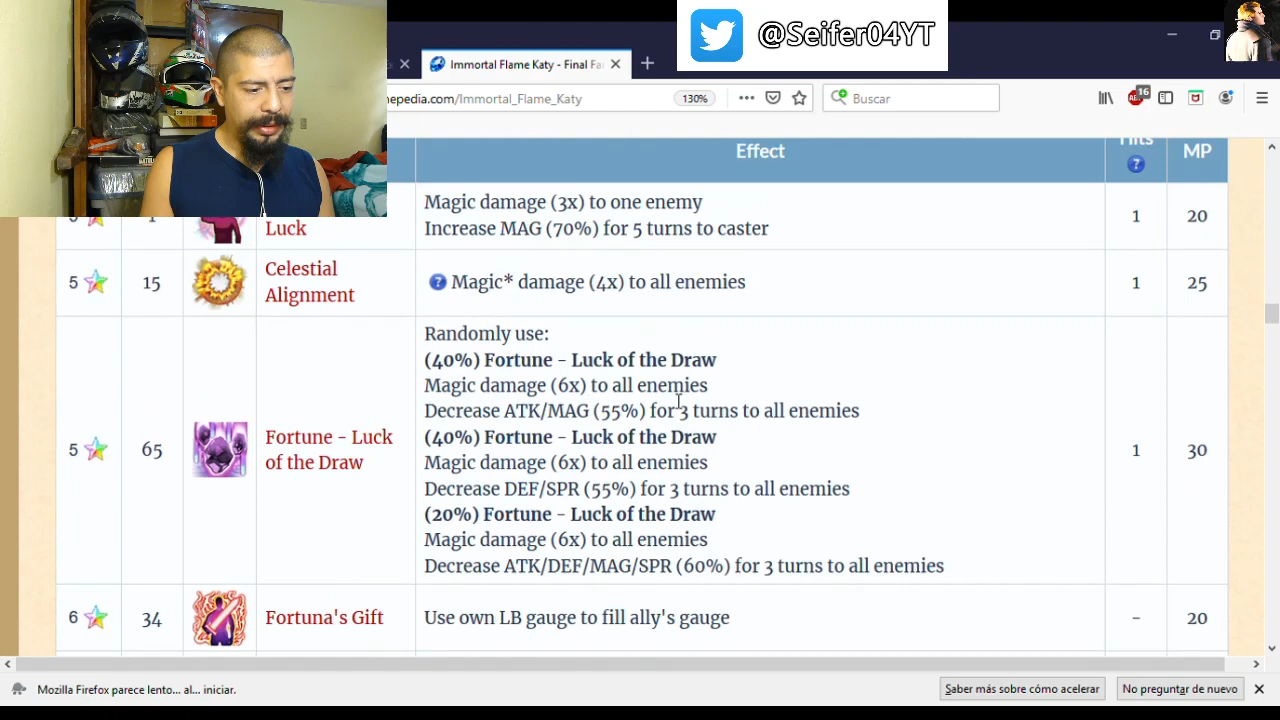 @Seifer04YT
Immortal Flame Katy - Final Fa
nepedia.com/Immortal_Flame_Katy
130%
Buscar
16
Effect
Hits
MP
Luck
Magic damage (3x) to one enemy
Increase MAG (70%) for 5 turns to caster
1
20
5
15
Celestial
Alignment
Magic* damage (4x) to all enemies
1
25
5
65
Fortune - Luck
of the Draw
Randomly use:
(40%) Fortune - Luck of the Draw
Magic damage (6x) to all enemies
Decrease ATK/MAG (55%) for 3 turns to all enemies
(40%) Fortune - Luck of the Draw
Magic damage (6x) to all enemies
Decrease DEF/SPR (55%) for 3 turns to all enemies
(20%) Fortune - Luck of the Draw
Magic damage (6x) to all enemies
Decrease ATK/DEF/MAG/SPR (60%) for 3 turns to all enemies
1
30
6
34
Fortuna's Gift
Use own LB gauge to fill ally's gauge
-
20
Mozilla Firefox parece lento... al... iniciar.
Saber más sobre cómo acelerar
No preguntar de nuevo